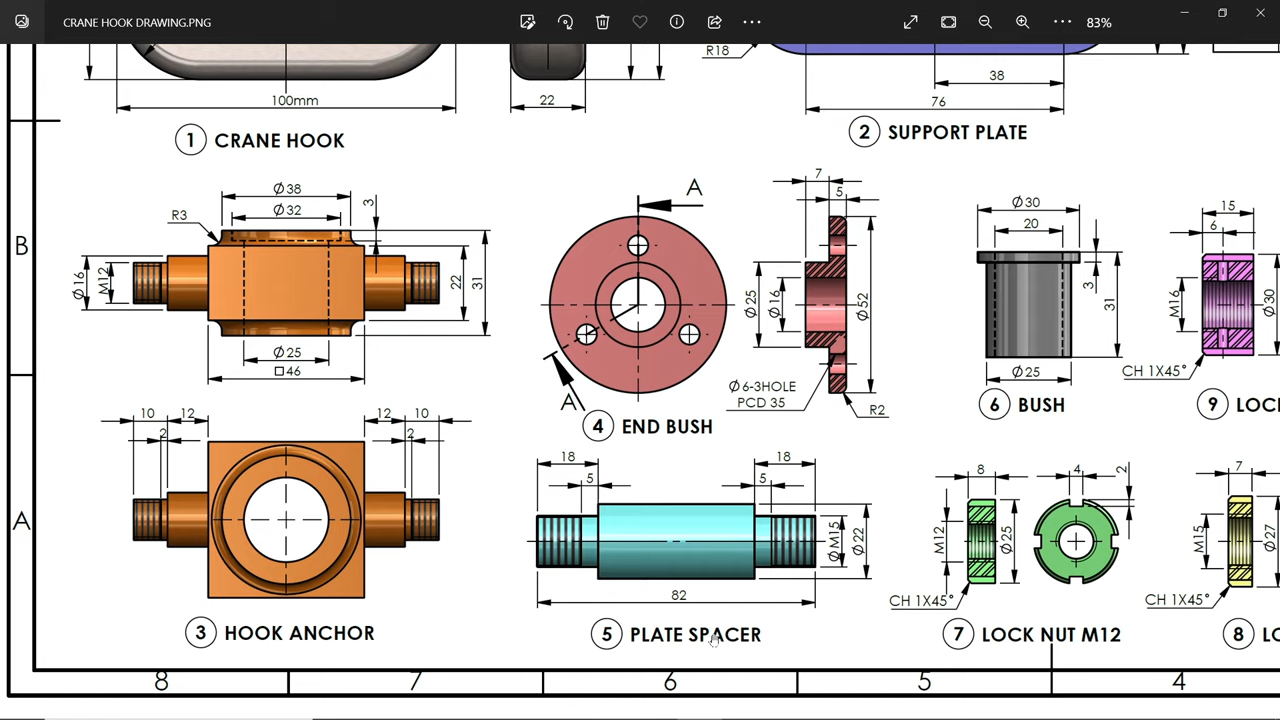 CRANE HOOK DRAWING.PNG
83%
R18
38
100mm
22
76
1 CRANE HOOK
2 SUPPORT PLATE
B
Ø38
Ø32
3
R3
Ø16
M12
22
31
Ø25
□46
A
A
7
5
Ø25
Ø16
Ø52
Ø6-3HOLE
PCD 35
R2
4 END BUSH
Ø30
20
3
31
Ø25
6 BUSH
15
6
M16
Ø30
CH 1X45°
9 LOC
A
10
12
2
12
10
2
3 HOOK ANCHOR
18
18
5
5
ØM15
Ø22
82
5 PLATE SPACER
8
4
2
M12
Ø25
CH 1X45°
7 LOCK NUT M12
7
M15
Ø27
CH 1X45°
8 LO
8
7
6
5
4